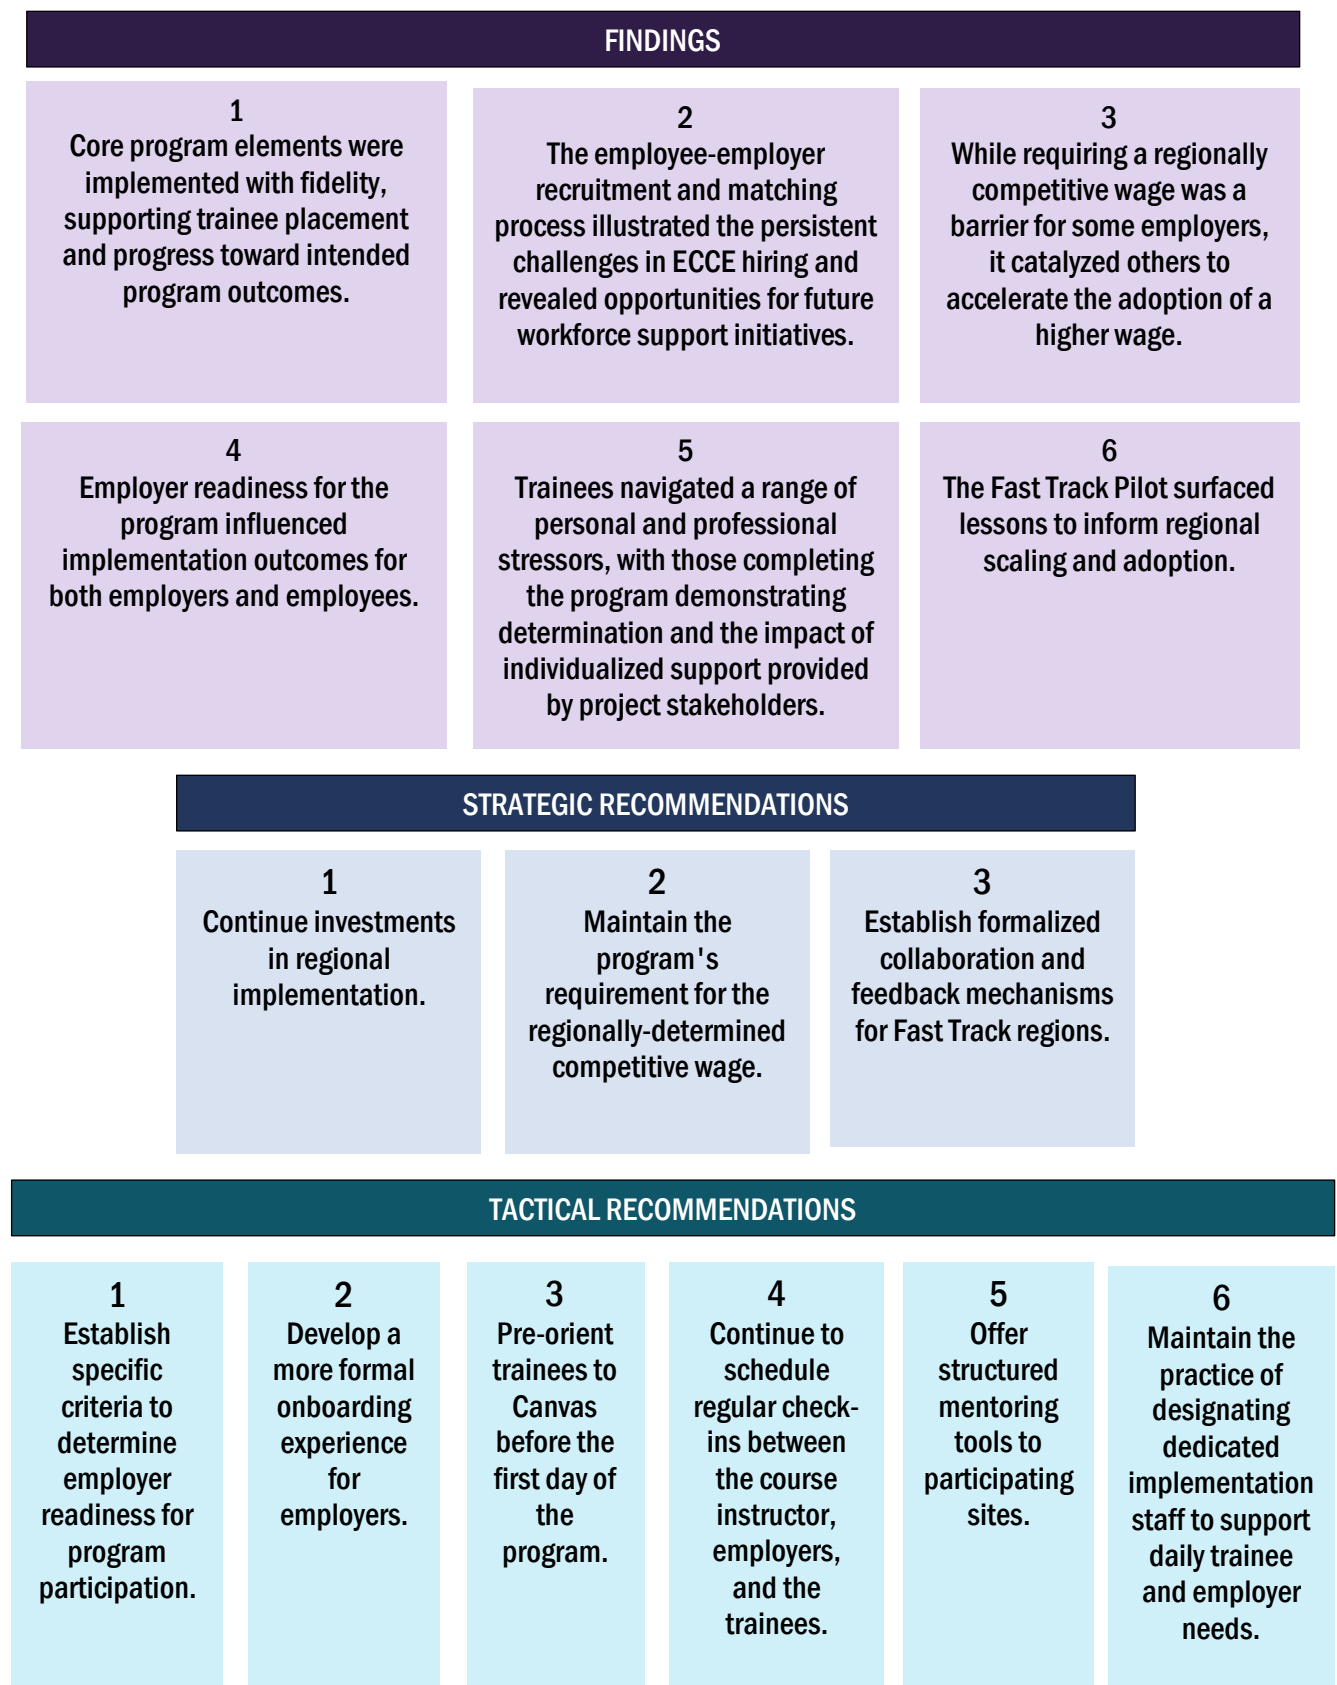 FINDINGS
1
Core program elements were
implemented with fidelity,
supporting trainee placement
and progress toward intended
program outcomes.
2
The employee-employer
recruitment and matching
process illustrated the persistent
challenges in ECCE hiring and
revealed opportunities for future
workforce support initiatives.
3
While requiring a regionally
competitive wage was a
barrier for some employers,
it catalyzed others to
accelerate the adoption of a
higher wage.
4
Employer readiness for the
program influenced
implementation outcomes for
both employers and employees.
5
Trainees navigated a range of
personal and professional
stressors, with those completing
the program demonstrating
determination and the impact of
individualized support provided
by project stakeholders.
6
The Fast Track Pilot surfaced
lessons to inform regional
scaling and adoption.
STRATEGIC RECOMMENDATIONS
1
Continue investments
in regional
implementation.
2
Maintain the
program's
requirement for the
regionally-determined
competitive wage.
3
Establish formalized
collaboration and
feedback mechanisms
for Fast Track regions.
TACTICAL RECOMMENDATIONS
1
Establish
specific
criteria to
determine
employer
readiness for
program
participation.
2
Develop a
more formal
onboarding
experience
for
employers.
3
Pre-orient
trainees to
Canvas
before the
first day of
the
program.
4
Continue to
schedule
regular check-
ins between
the course
instructor,
employers,
and the
trainees.
5
Offer
structured
mentoring
tools to
participating
sites.
6
Maintain the
practice of
designating
dedicated
implementation
staff to support
daily trainee
and employer
needs.